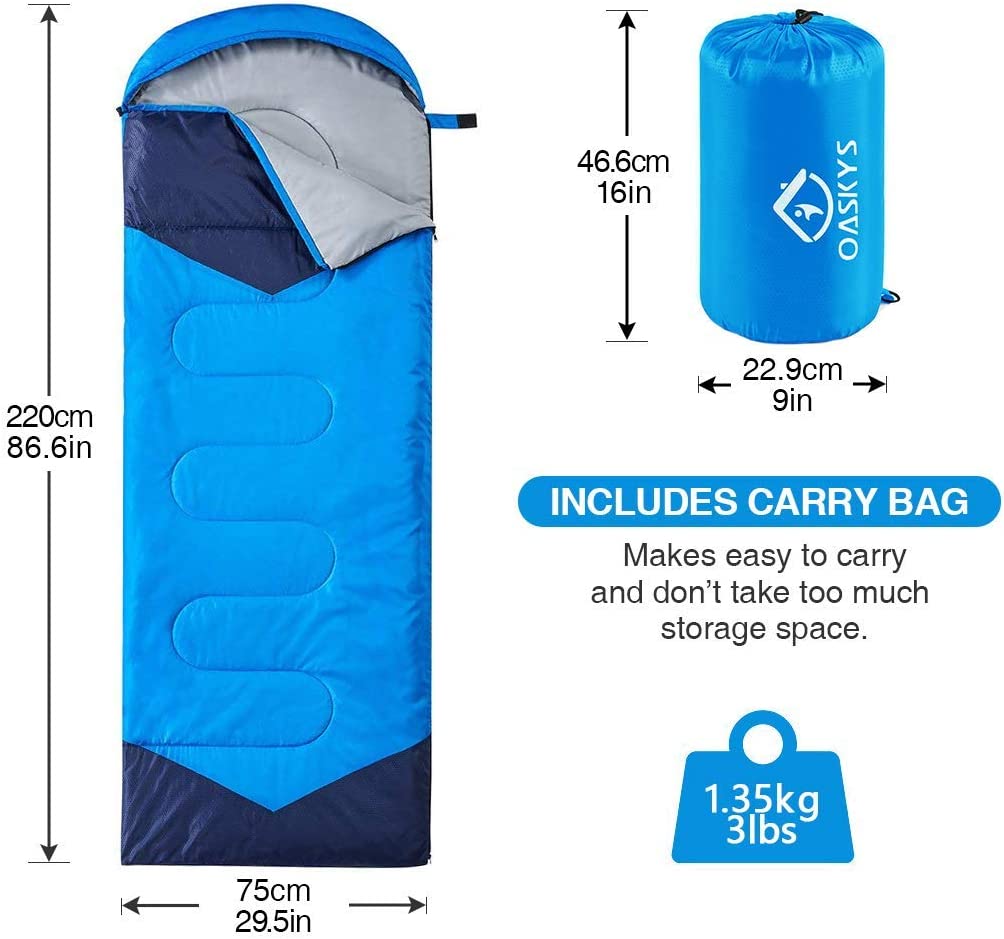 220cm
86.6in
75cm
29.5in
46.6cm
16in
OASKYS
22.9cm
9in
INCLUDES CARRY BAG
Makes easy to carry
and don't take too much
storage space.
1.35kg
3lbs